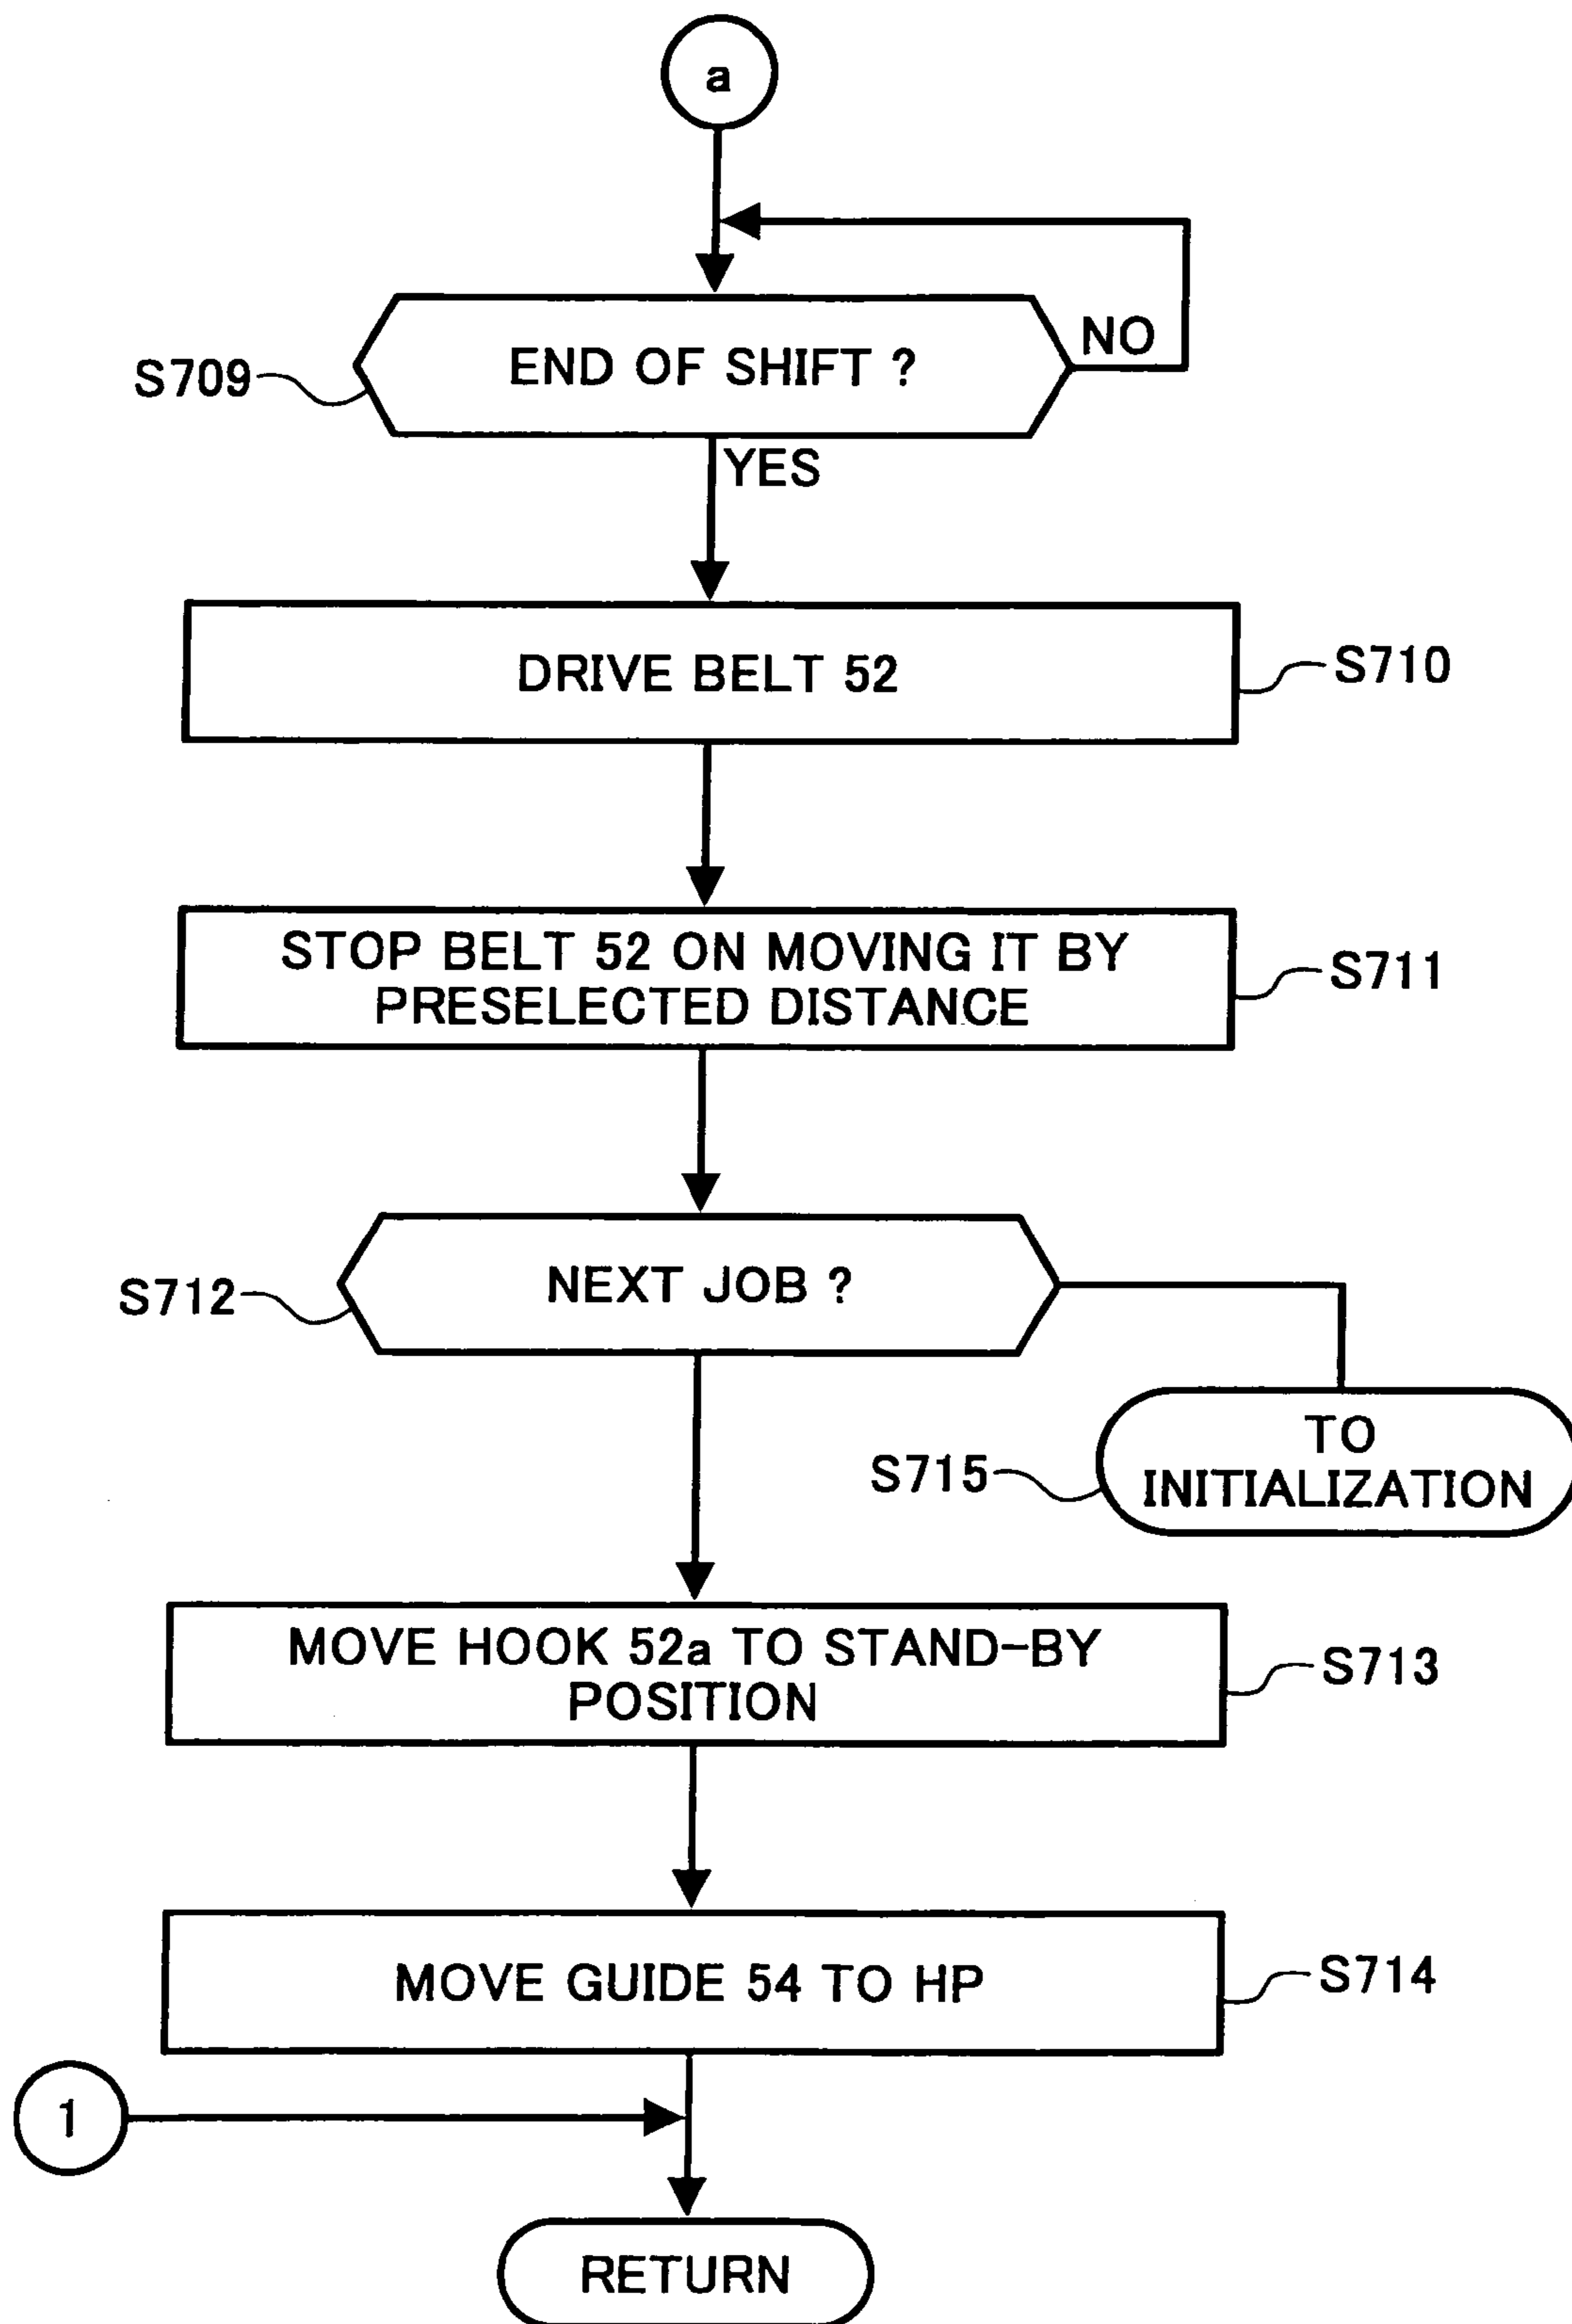 a
END OF SHIFT ?
NO
S709
YES
DRIVE BELT 52
S710
STOP BELT 52 ON MOVING IT BY
PRESELECTED DISTANCE
S711
NEXT JOB ?
S712
TO
INITIALIZATION
S715
MOVE HOOK 52a TO STAND-BY
POSITION
S713
MOVE GUIDE 54 TO HP
S714
1
RETURN